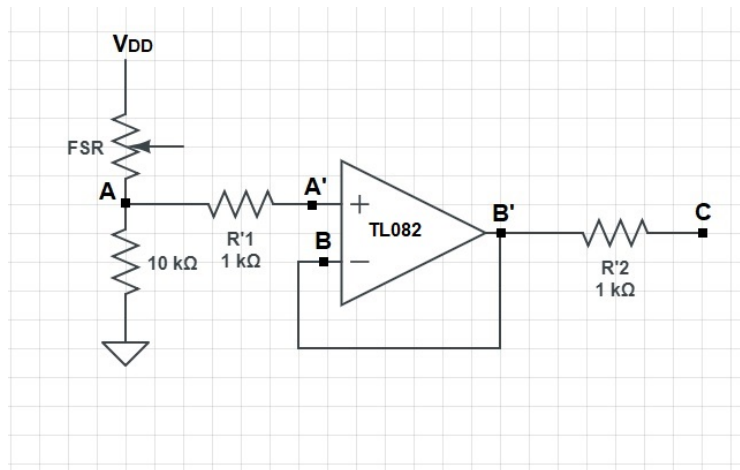 VDD
FSR
A
10 kΩ
R'1
1 kΩ
A'
B
+
−
TL082
B'
R'2
1 kΩ
C